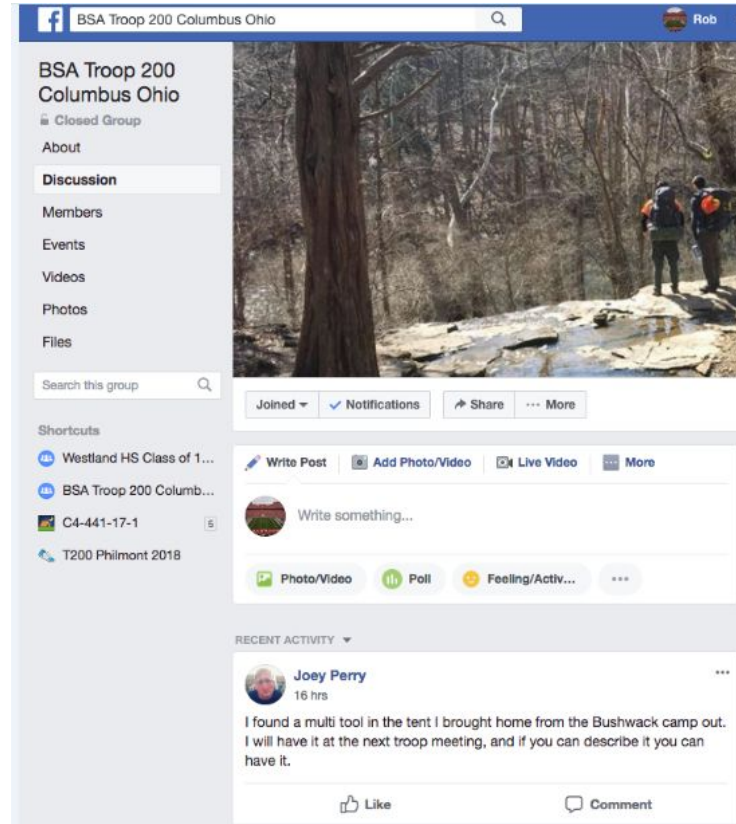 f
BSA Troop 200 Columbus Ohio
Rob
BSA Troop 200
Columbus Ohio
Closed Group
About
Discussion
Members
Events
Videos
Photos
Files
Search this group
Shortcuts
Westland HS Class of 1...
BSA Troop 200 Columb...
C4-441-17-1
6
T200 Philmont 2018
Joined
Notifications
Share
··· More
Write Post
Add Photo/Video
Live Video
More
Write something...
Photo/Video
Poll
Feeling/Activ...
RECENT ACTIVITY
Joey Perry
16 hrs
I found a multi tool in the tent I brought home from the Bushwack camp out.
I will have it at the next troop meeting, and if you can describe it you can
have it.
Like
Comment